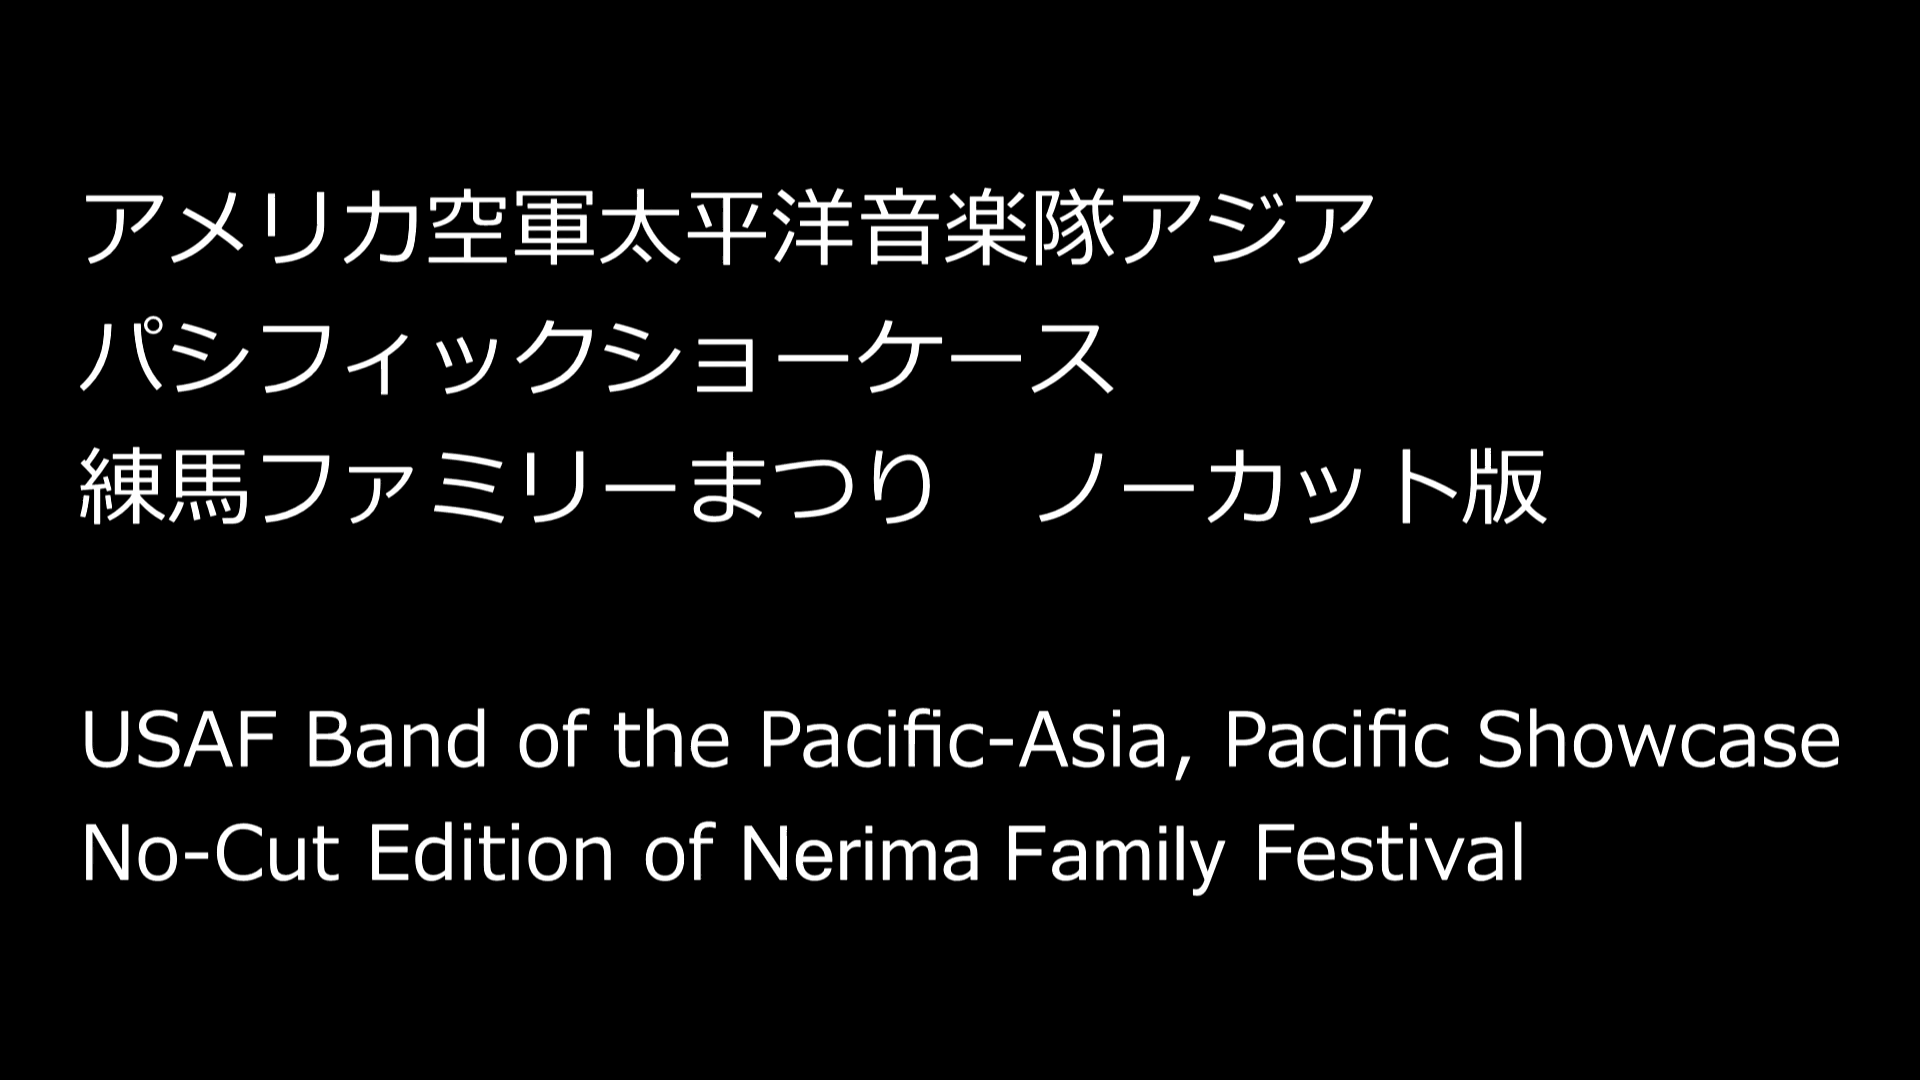 アメリカ空軍太平洋音楽隊アジア
パシフィックショーケース
練馬ファミリーまつり　ノーカット版
USAF Band of the Pacific-Asia, Pacific Showcase
No-Cut Edition of Nerima Family Festival